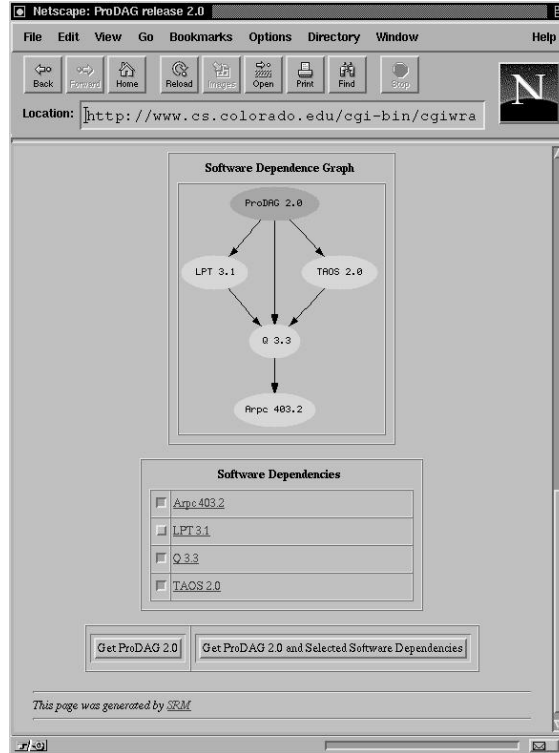 Netscape: ProDAG release 2.0
File Edit View Go Bookmarks Options Directory Window Help
Back Forward Home Reload Images Open Print Find Stop
N
Location: http://www.cs.colorado.edu/cgi-bin/cgiwra
Software Dependence Graph
ProDAG 2.0
LPT 3.1 TAOS 2.0
Q 3.3
Arpc 403.2
Software Dependencies
Arpc 403.2
LPT 3.1
Q 3.3
TAOS 2.0
Get ProDAG 2.0 Get ProDAG 2.0 and Selected Software Dependencies
This page was generated by SRM